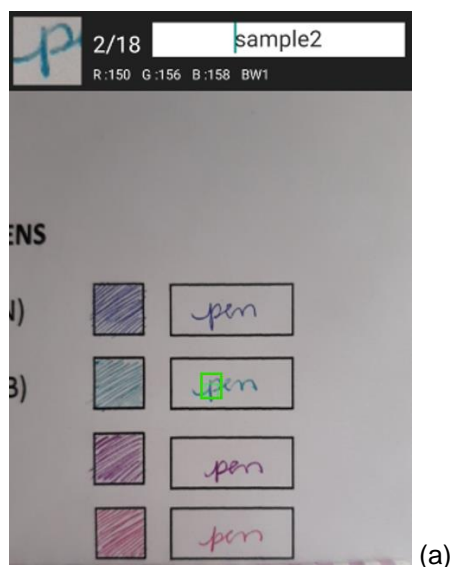 p 2/18 sample2
R:150 G:156 B:158 BW1
ENS
N) pen
B) pen
pen
pen
(a)